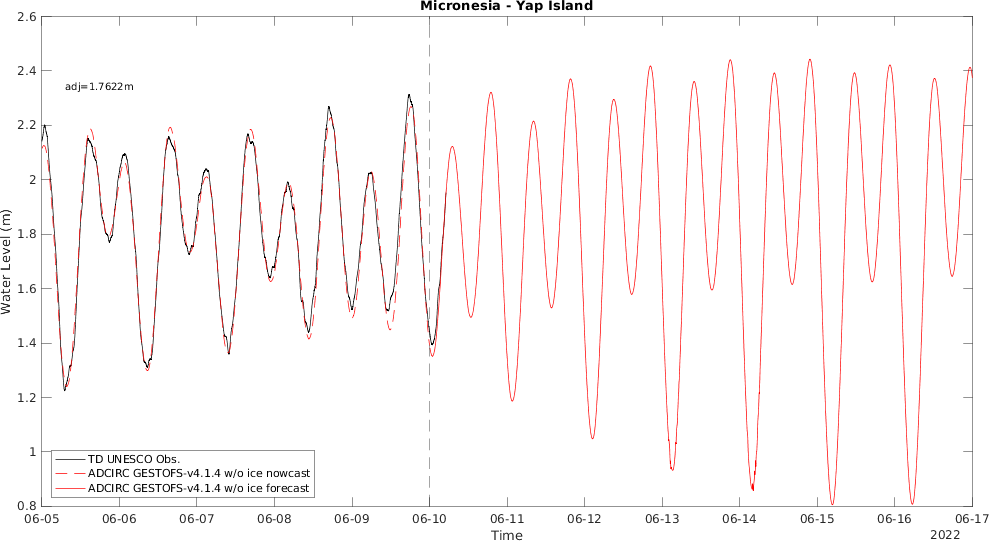 Micronesia - Yap Island
2.6
2.4
2.2
2
1.8
1.6
1.4
1.2
1
0.8
Water Level (m)
adj=1.7622m
TD UNESCO Obs.
ADCIRC GESTOFS-v4.1.4 w/o ice nowcast
ADCIRC GESTOFS-v4.1.4 w/o ice forecast
06-05 06-06 06-07 06-08 06-09 06-10 06-11 06-12 06-13 06-14 06-15 06-16 06-17
Time
2022